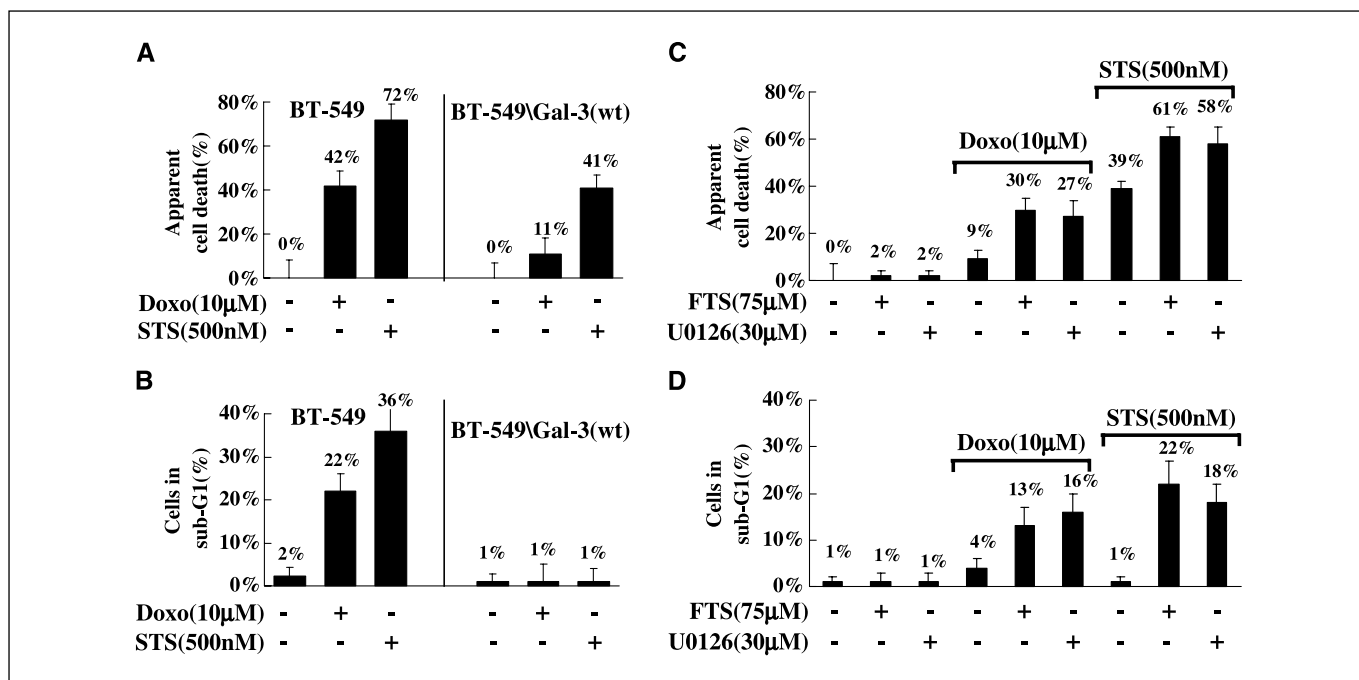 A
BT-549
BT-549\Gal-3(wt)
Apparent
cell death(%)
80%
60%
40%
20%
0%
0%
42%
72%
0%
11%
41%
Doxo(10μM) - + - - + -
STS(500nM) - - + - - +
B
BT-549
BT-549\Gal-3(wt)
Cells in
sub-G1(%)
40%
30%
20%
10%
0%
2%
22%
36%
1%
1%
1%
Doxo(10μM) - + - - + -
STS(500nM) - - + - - +
C
STS(500nM)
Doxo(10μM)
Apparent
cell death(%)
80%
60%
40%
20%
0%
0%
2%
2%
9%
30%
27%
39%
61%
58%
FTS(75μM) - + - - + - - + -
U0126(30μM) - - + - - + - - +
D
STS(500nM)
Doxo(10μM)
Cells in
sub-G1(%)
40%
30%
20%
10%
0%
1%
1%
1%
4%
13%
16%
1%
22%
18%
FTS(75μM) - + - - + - - + -
U0126(30μM) - - + - - + - - +